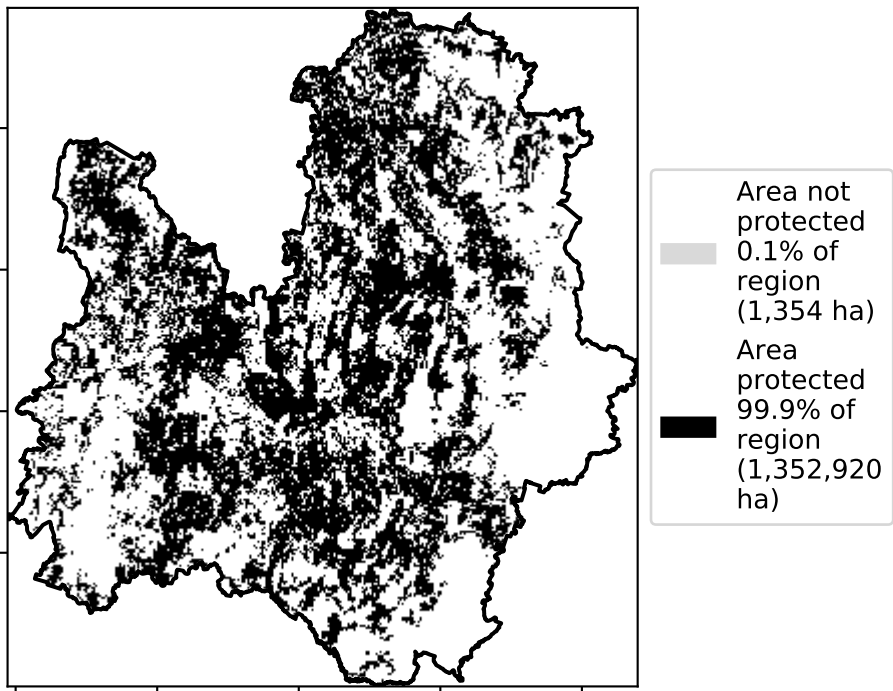 Area not
protected
0.1% of
region
(1,354 ha)
Area
protected
99.9% of
region
(1,352,920
ha)